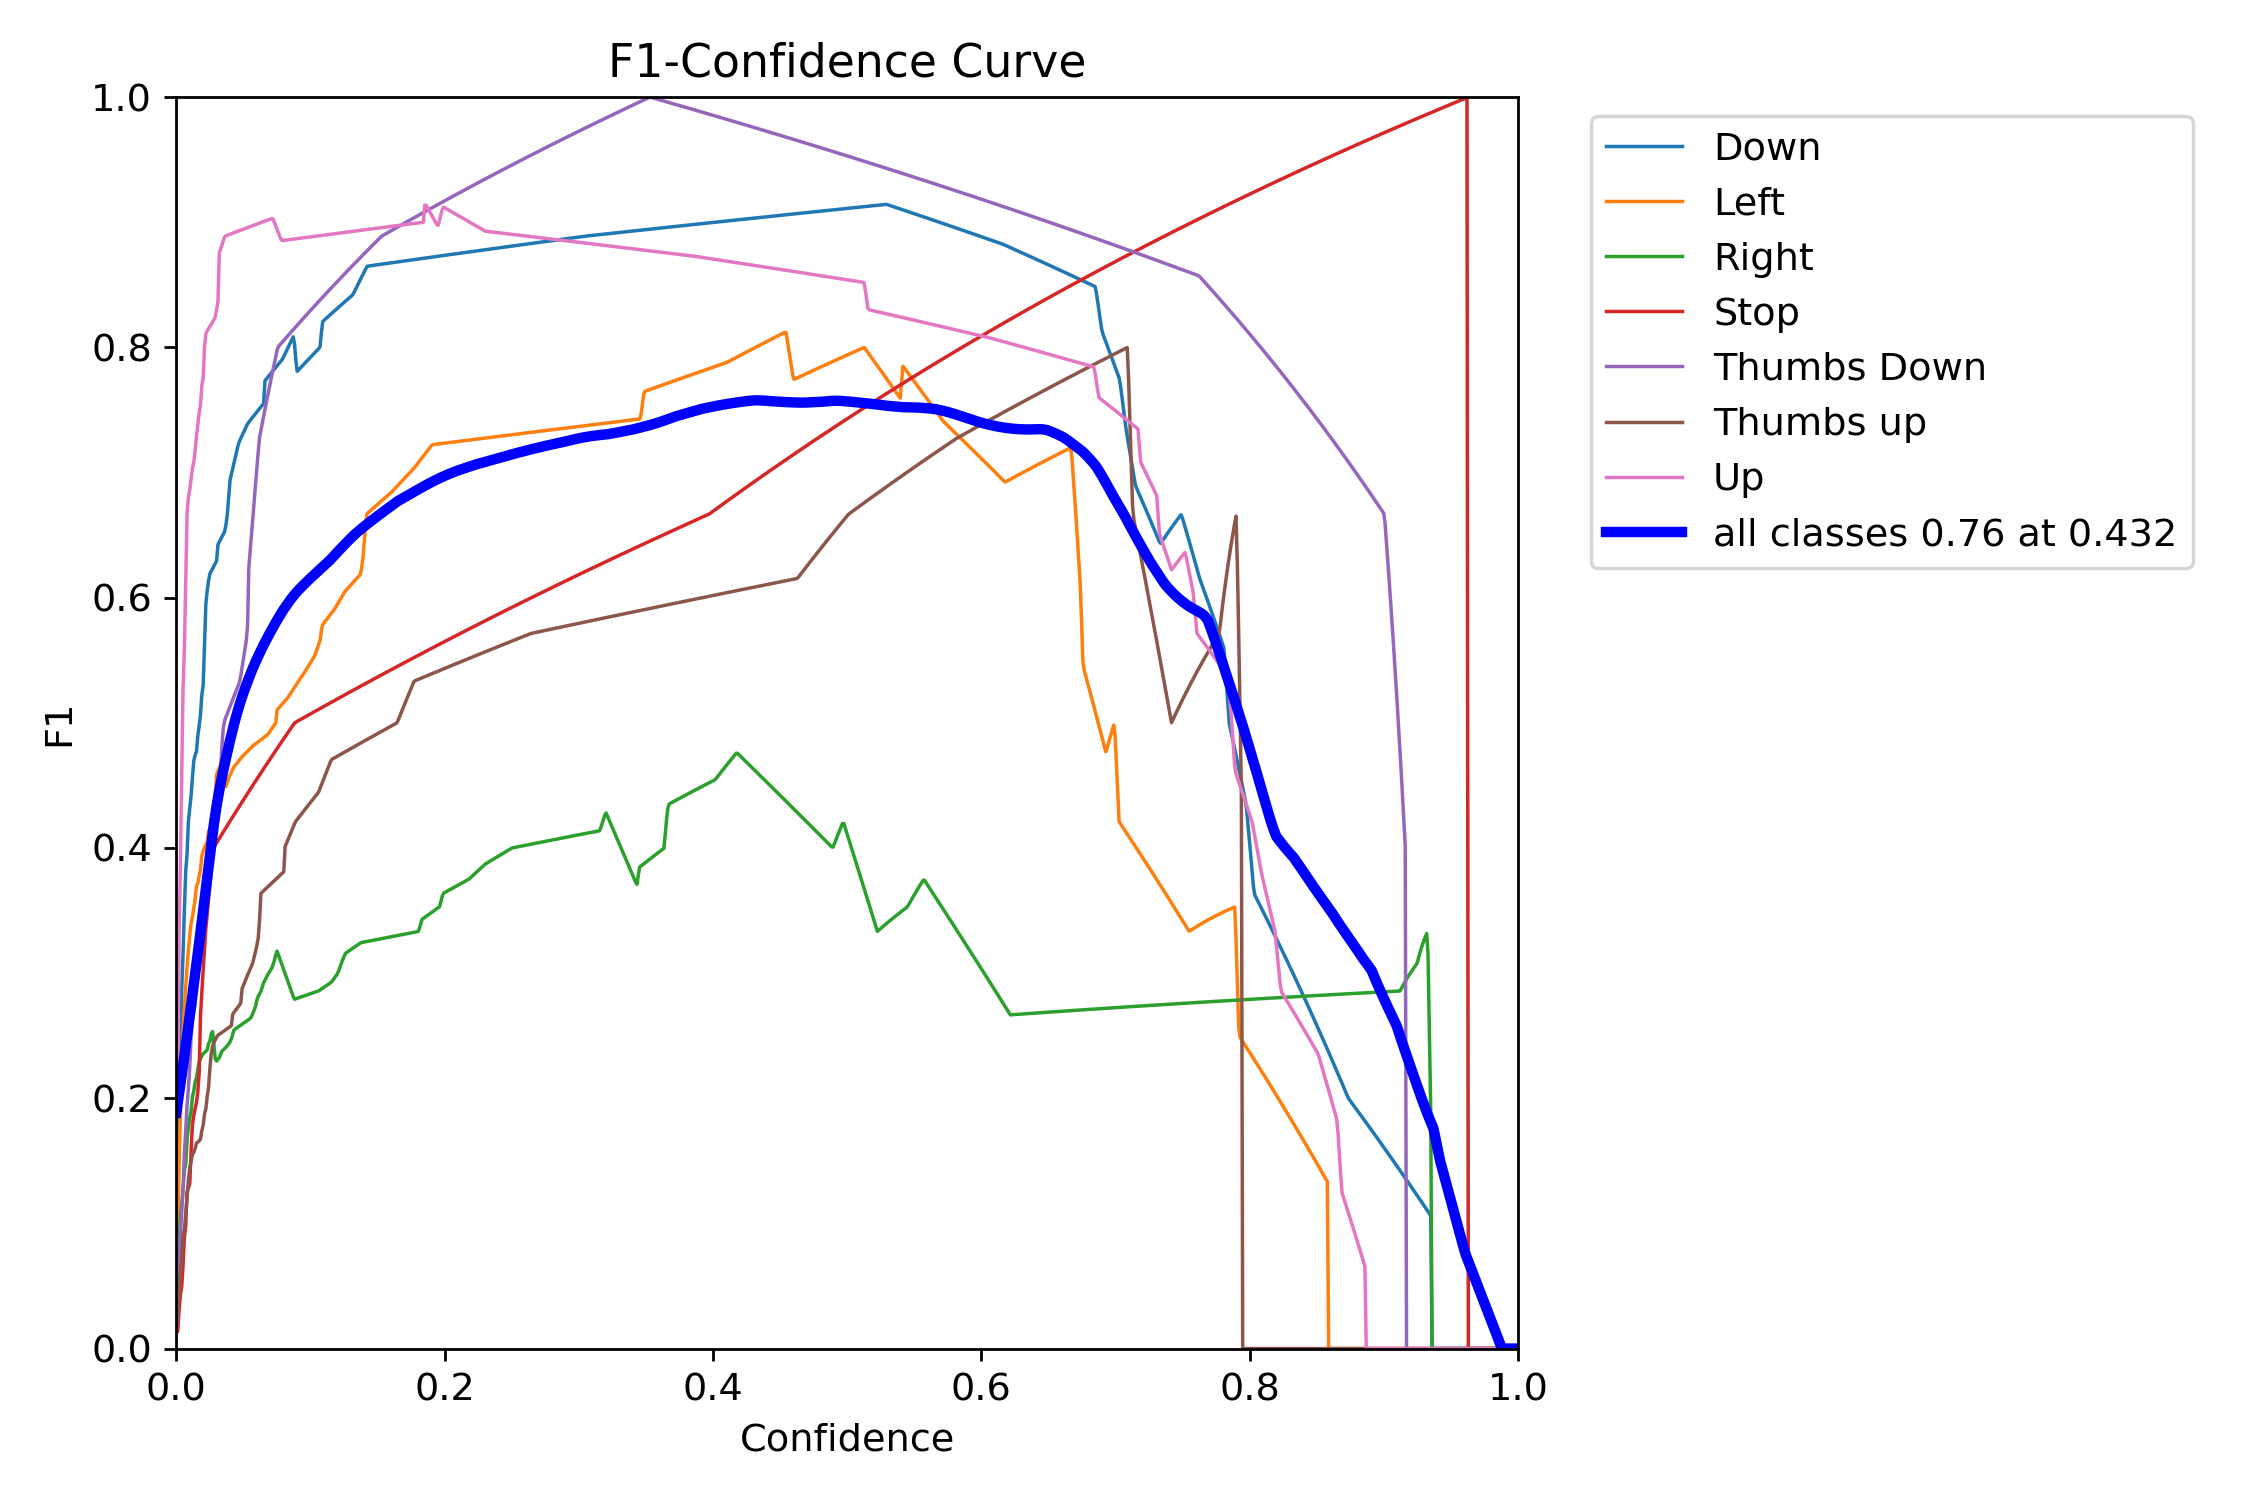 F1-Confidence Curve
1.0
0.8
0.6
0.4
0.2
0.0
F1
0.0 0.2 0.4 0.6 0.8 1.0
Confidence
Down
Left
Right
Stop
Thumbs Down
Thumbs up
Up
all classes 0.76 at 0.432